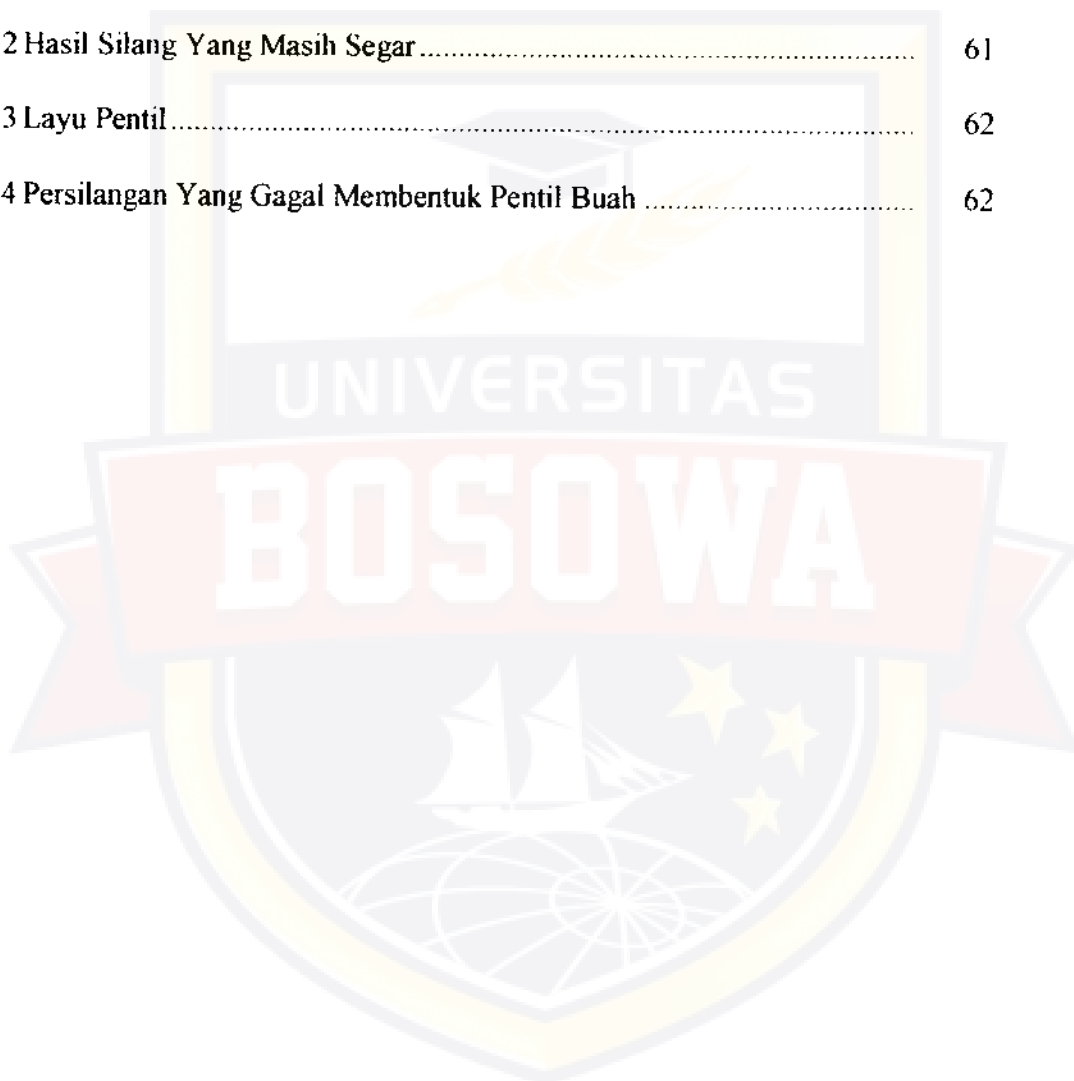 2 Hasil Silang Yang Masih Segar........................................................ 61
3 Layu Pentil........................................................................................ 62
4 Persilangan Yang Gagal Membentuk Pentil Buah ............................... 62
UNIVERSITAS
BOSOWA